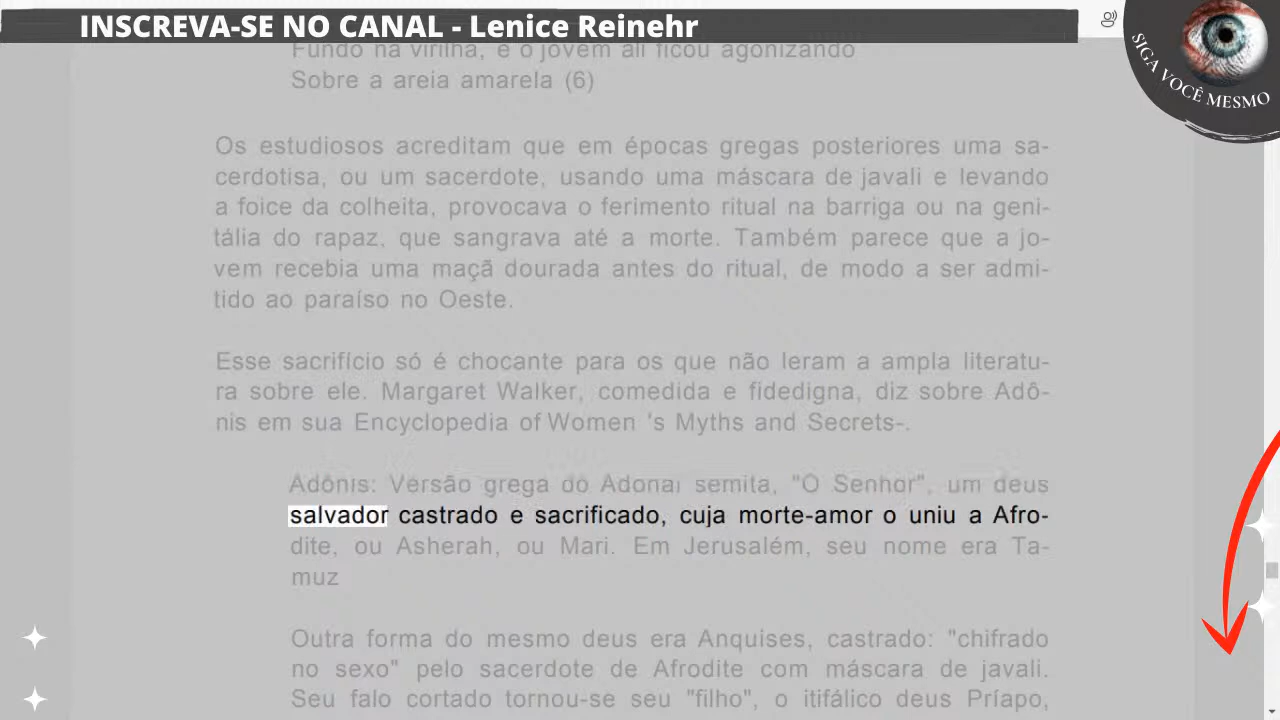 INSCREVA-SE NO CANAL - Lenice Reinehr
SIGA VOCÊ MESMO
Fundo na virilha, e o jovem ali ficou agonizando
Sobre a areia amarela (6)
Os estudiosos acreditam que em épocas gregas posteriores uma sa-
cerdotisa, ou um sacerdote, usando uma máscara de javali e levando
a foice da colheita, provocava o ferimento ritual na barriga ou na geni-
tália do rapaz, que sangrava até a morte. Também parece que a jo-
vem recebia uma maçã dourada antes do ritual, de modo a ser admi-
tido ao paraíso no Oeste.
Esse sacrifício só é chocante para os que não leram a ampla literatu-
ra sobre ele. Margaret Walker, comedida e fidedigna, diz sobre Adô-
nis em sua Encyclopedia of Women 's Myths and Secrets-.
Adônis: Versão grega do Adonai semita, "O Senhor", um deus
salvador castrado e sacrificado, cuja morte-amor o uniu a Afro-
dite, ou Asherah, ou Mari. Em Jerusalém, seu nome era Ta-
muz
Outra forma do mesmo deus era Anquises, castrado: "chifrado
no sexo" pelo sacerdote de Afrodite com máscara de javali.
Seu falo cortado tornou-se seu "filho", o itifálico deus Príapo,